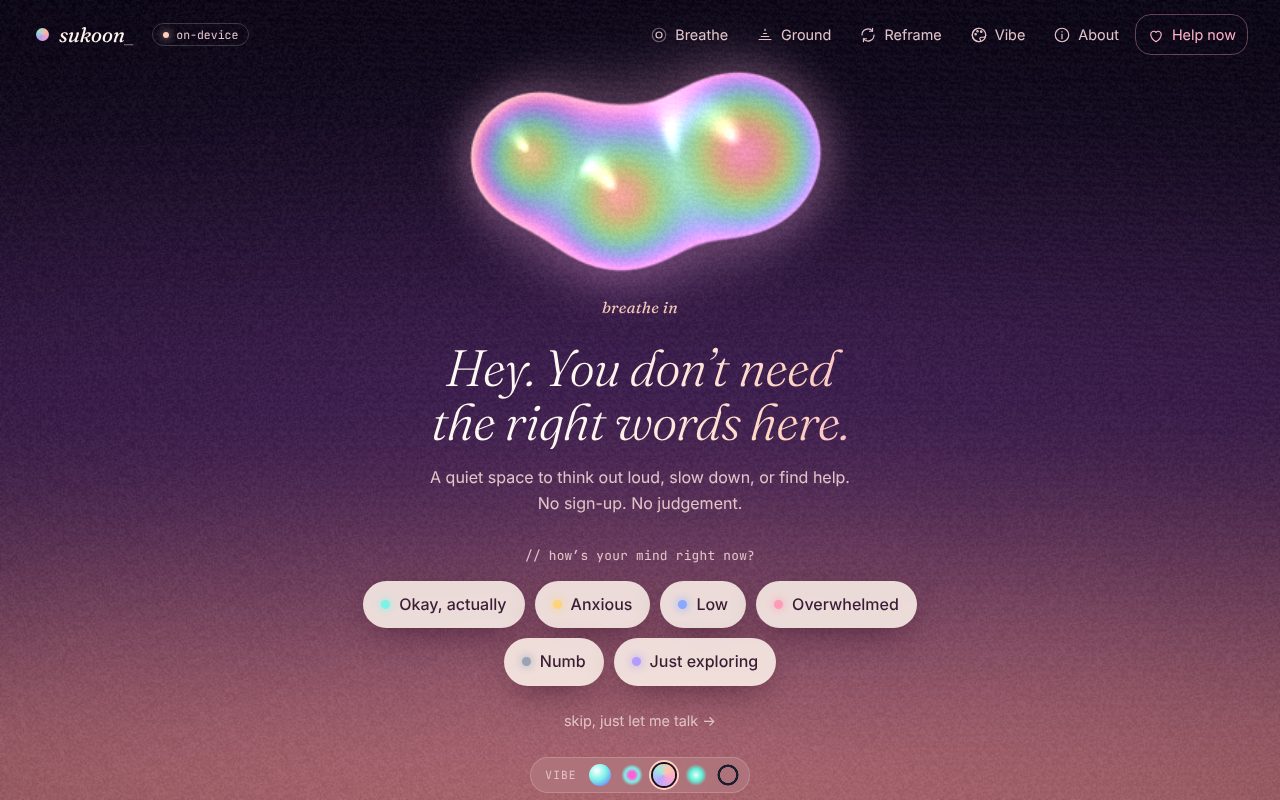 sukoon_
on-device
Breathe
Ground
Reframe
Vibe
About
Help now
breathe in
Hey. You don’t need
the right words here.
A quiet space to think out loud, slow down, or find help.
No sign-up. No judgement.
// how’s your mind right now?
Okay, actually
Anxious
Low
Overwhelmed
Numb
Just exploring
skip, just let me talk →
VIBE